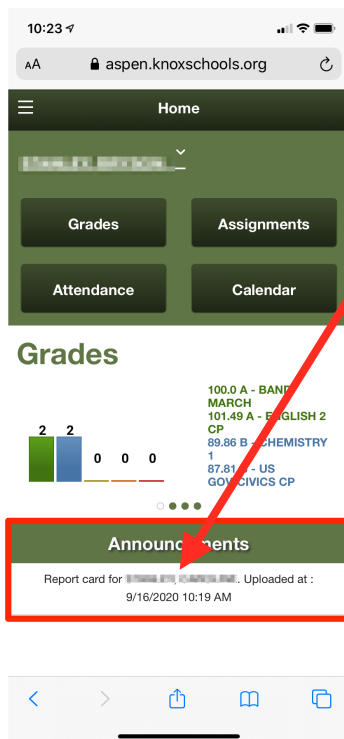 10:23
AA aspen.knoxschools.org
Home
Grades Assignments
Attendance Calendar
Grades
100.0 A - BAND
MARCH
101.49 A - ENGLISH 2
CP
89.86 B - CHEMISTRY
1
87.81 - US
GOV CIVICS CP
2 2 0 0 0
Announcements
Report card for . Uploaded at :
9/16/2020 10:19 AM